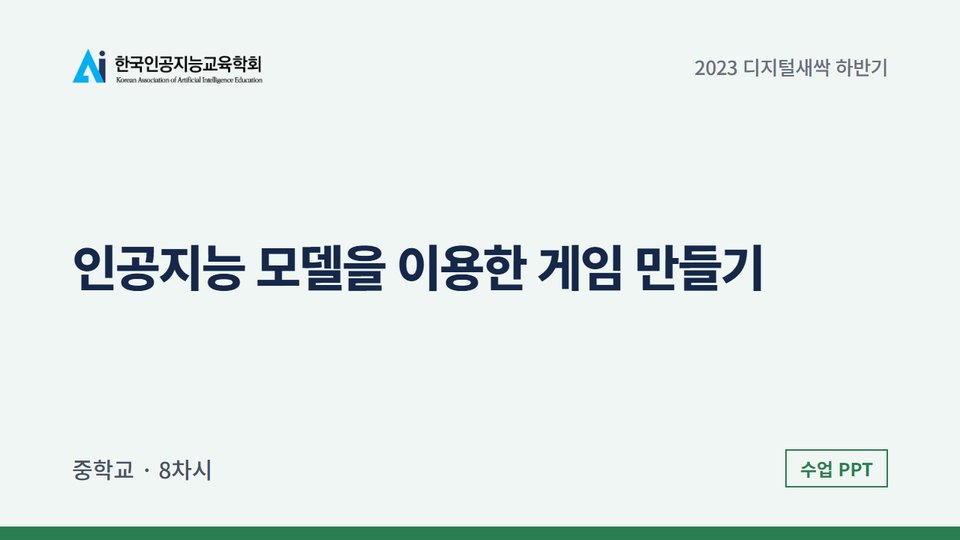 Ai 한국인공지능교육학회
Korean Association of Artificial Intelligence Education
2023 디지털새싹 하반기
인공지능 모델을 이용한 게임 만들기
중학교 · 8차시
수업 PPT